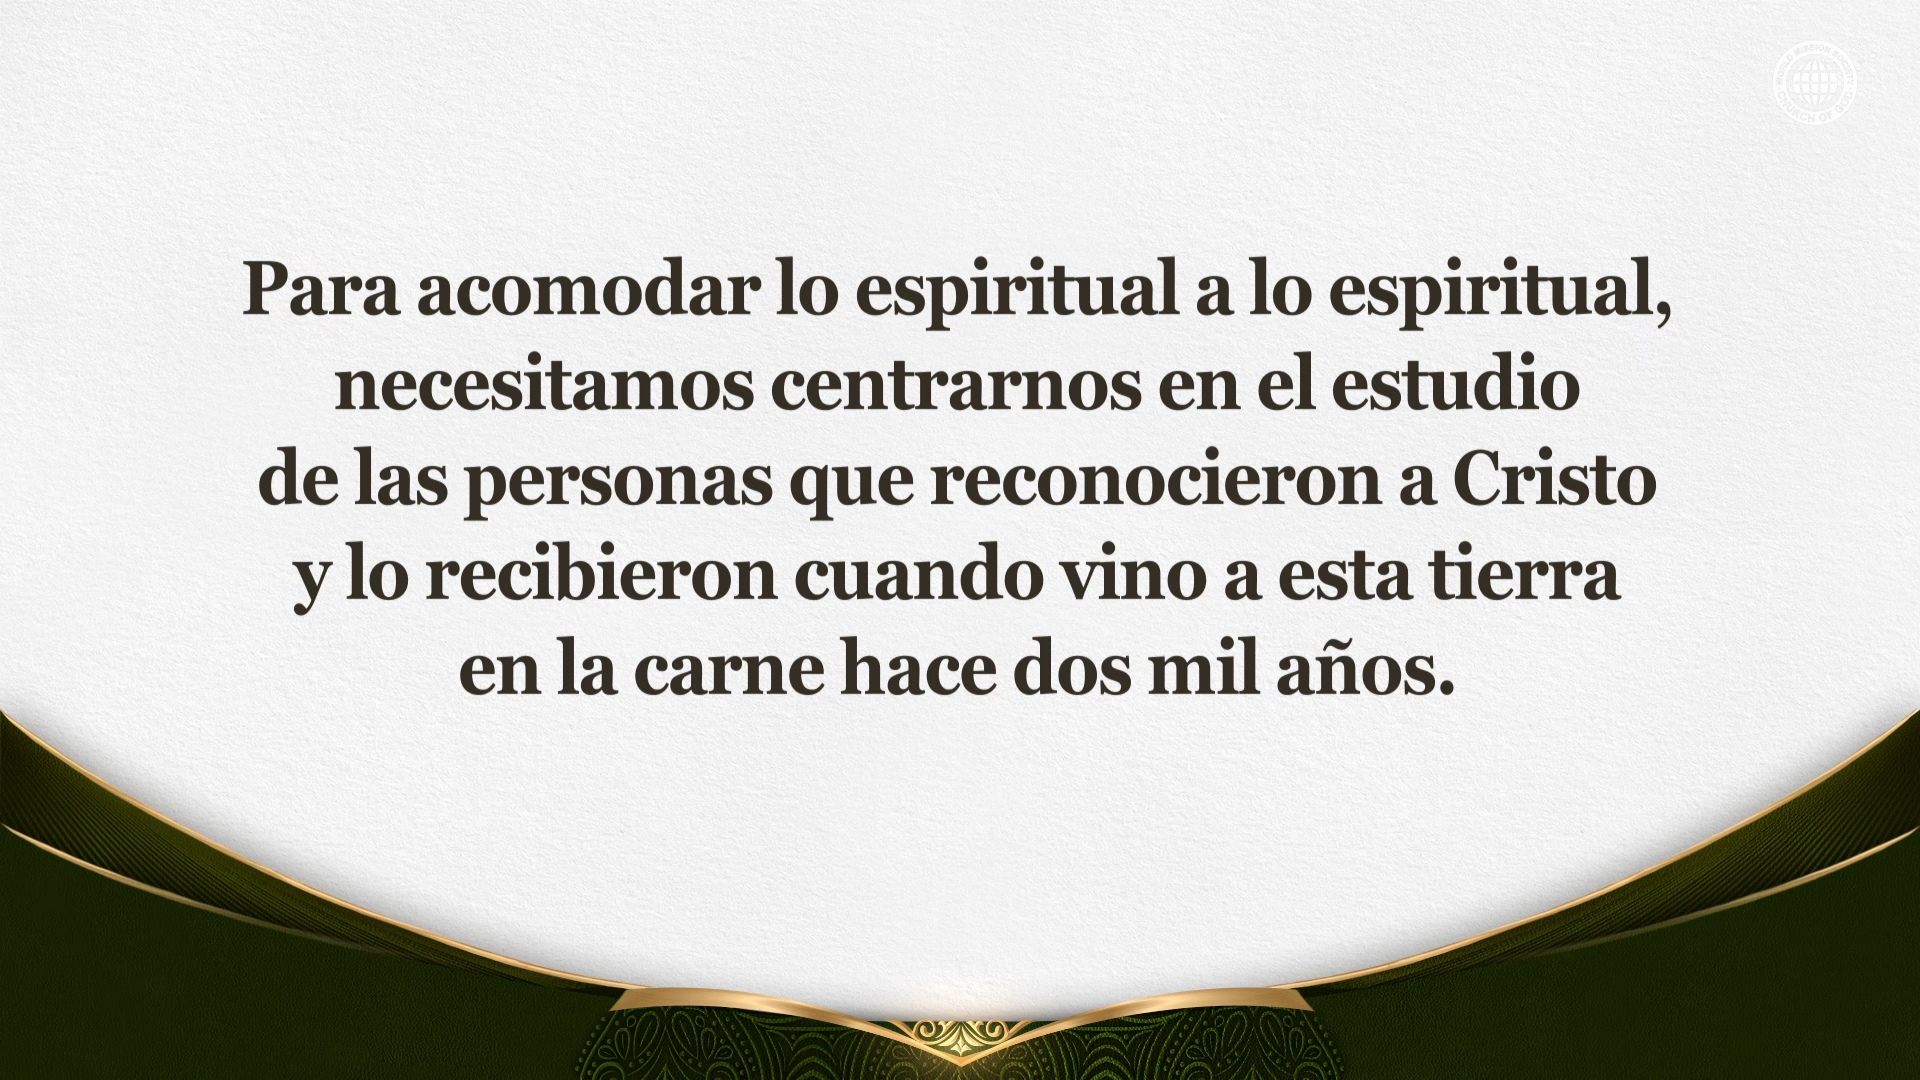 Para acomodar lo espiritual a lo espiritual,
necesitamos centrarnos en el estudio
de las personas que reconocieron a Cristo
y lo recibieron cuando vino a esta tierra
en la carne hace dos mil años.